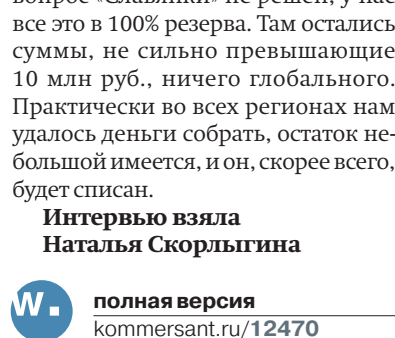 вопрос «Славянки» не решен, у нас
все это в 100% резерва. Там остались
суммы, не сильно превышающие
10 млн руб., ничего глобального.
Практически во всех регионах нам
удалось деньги собрать, остаток не-
большой имеется, и он, скорее всего,
будет списан.
Интервью взяла
Наталья Скорлыгина
W.
полная версия
kommersant.ru/12470